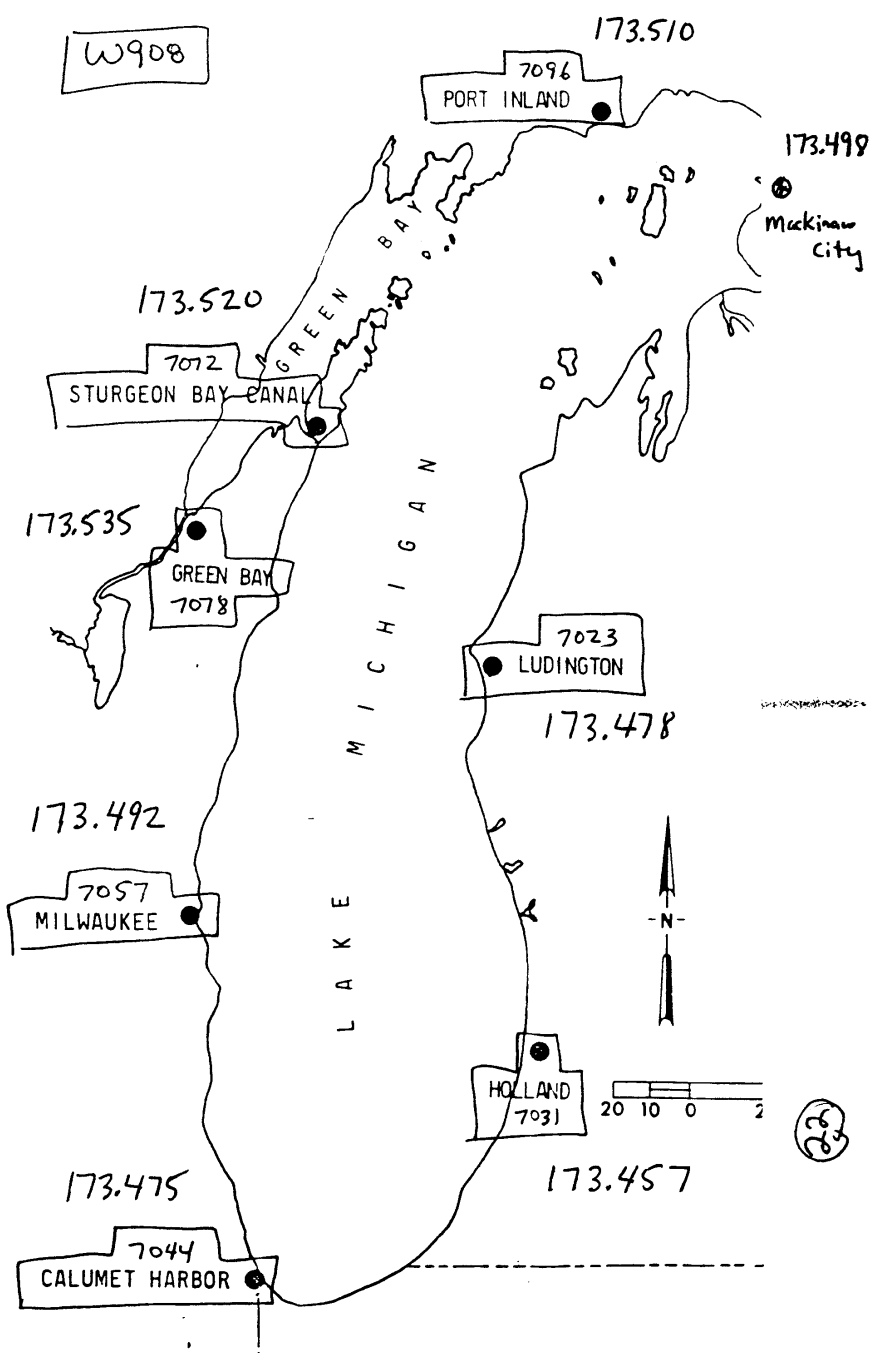 W908
173.510
7096
PORT INLAND
173.498
Mackinaw
City
GREEN BAY
173.520
7072
STURGEON BAY CANAL
173.535
GREEN BAY
7078
LAKE MICHIGAN
7023
LUDINGTON
173.478
173.492
7057
MILWAUKEE
-N-
HOLLAND
7031
20 10 0 2
22
173.457
173.475
7044
CALUMET HARBOR